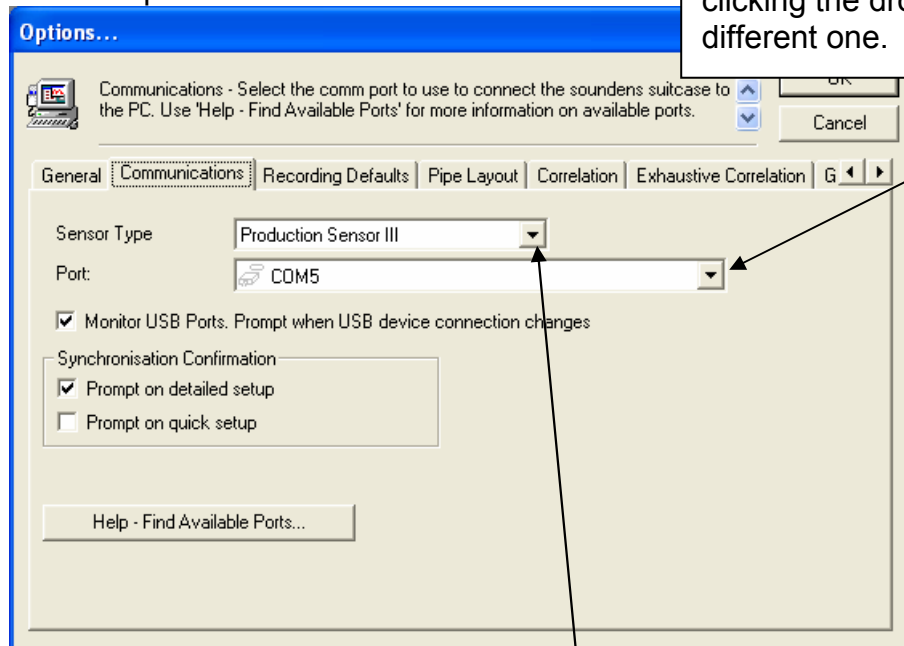 clicking the dro
different one.
Options...
Communications - Select the comm port to use to connect the soundens suitcase to
the PC. Use 'Help - Find Available Ports' for more information on available ports.
Cancel
General
Communications
Recording Defaults
Pipe Layout
Correlation
Exhaustive Correlation
G
Sensor Type
Production Sensor III
Port:
COM5
Monitor USB Ports. Prompt when USB device connection changes
Synchronisation Confirmation
Prompt on detailed setup
Prompt on quick setup
Help - Find Available Ports...